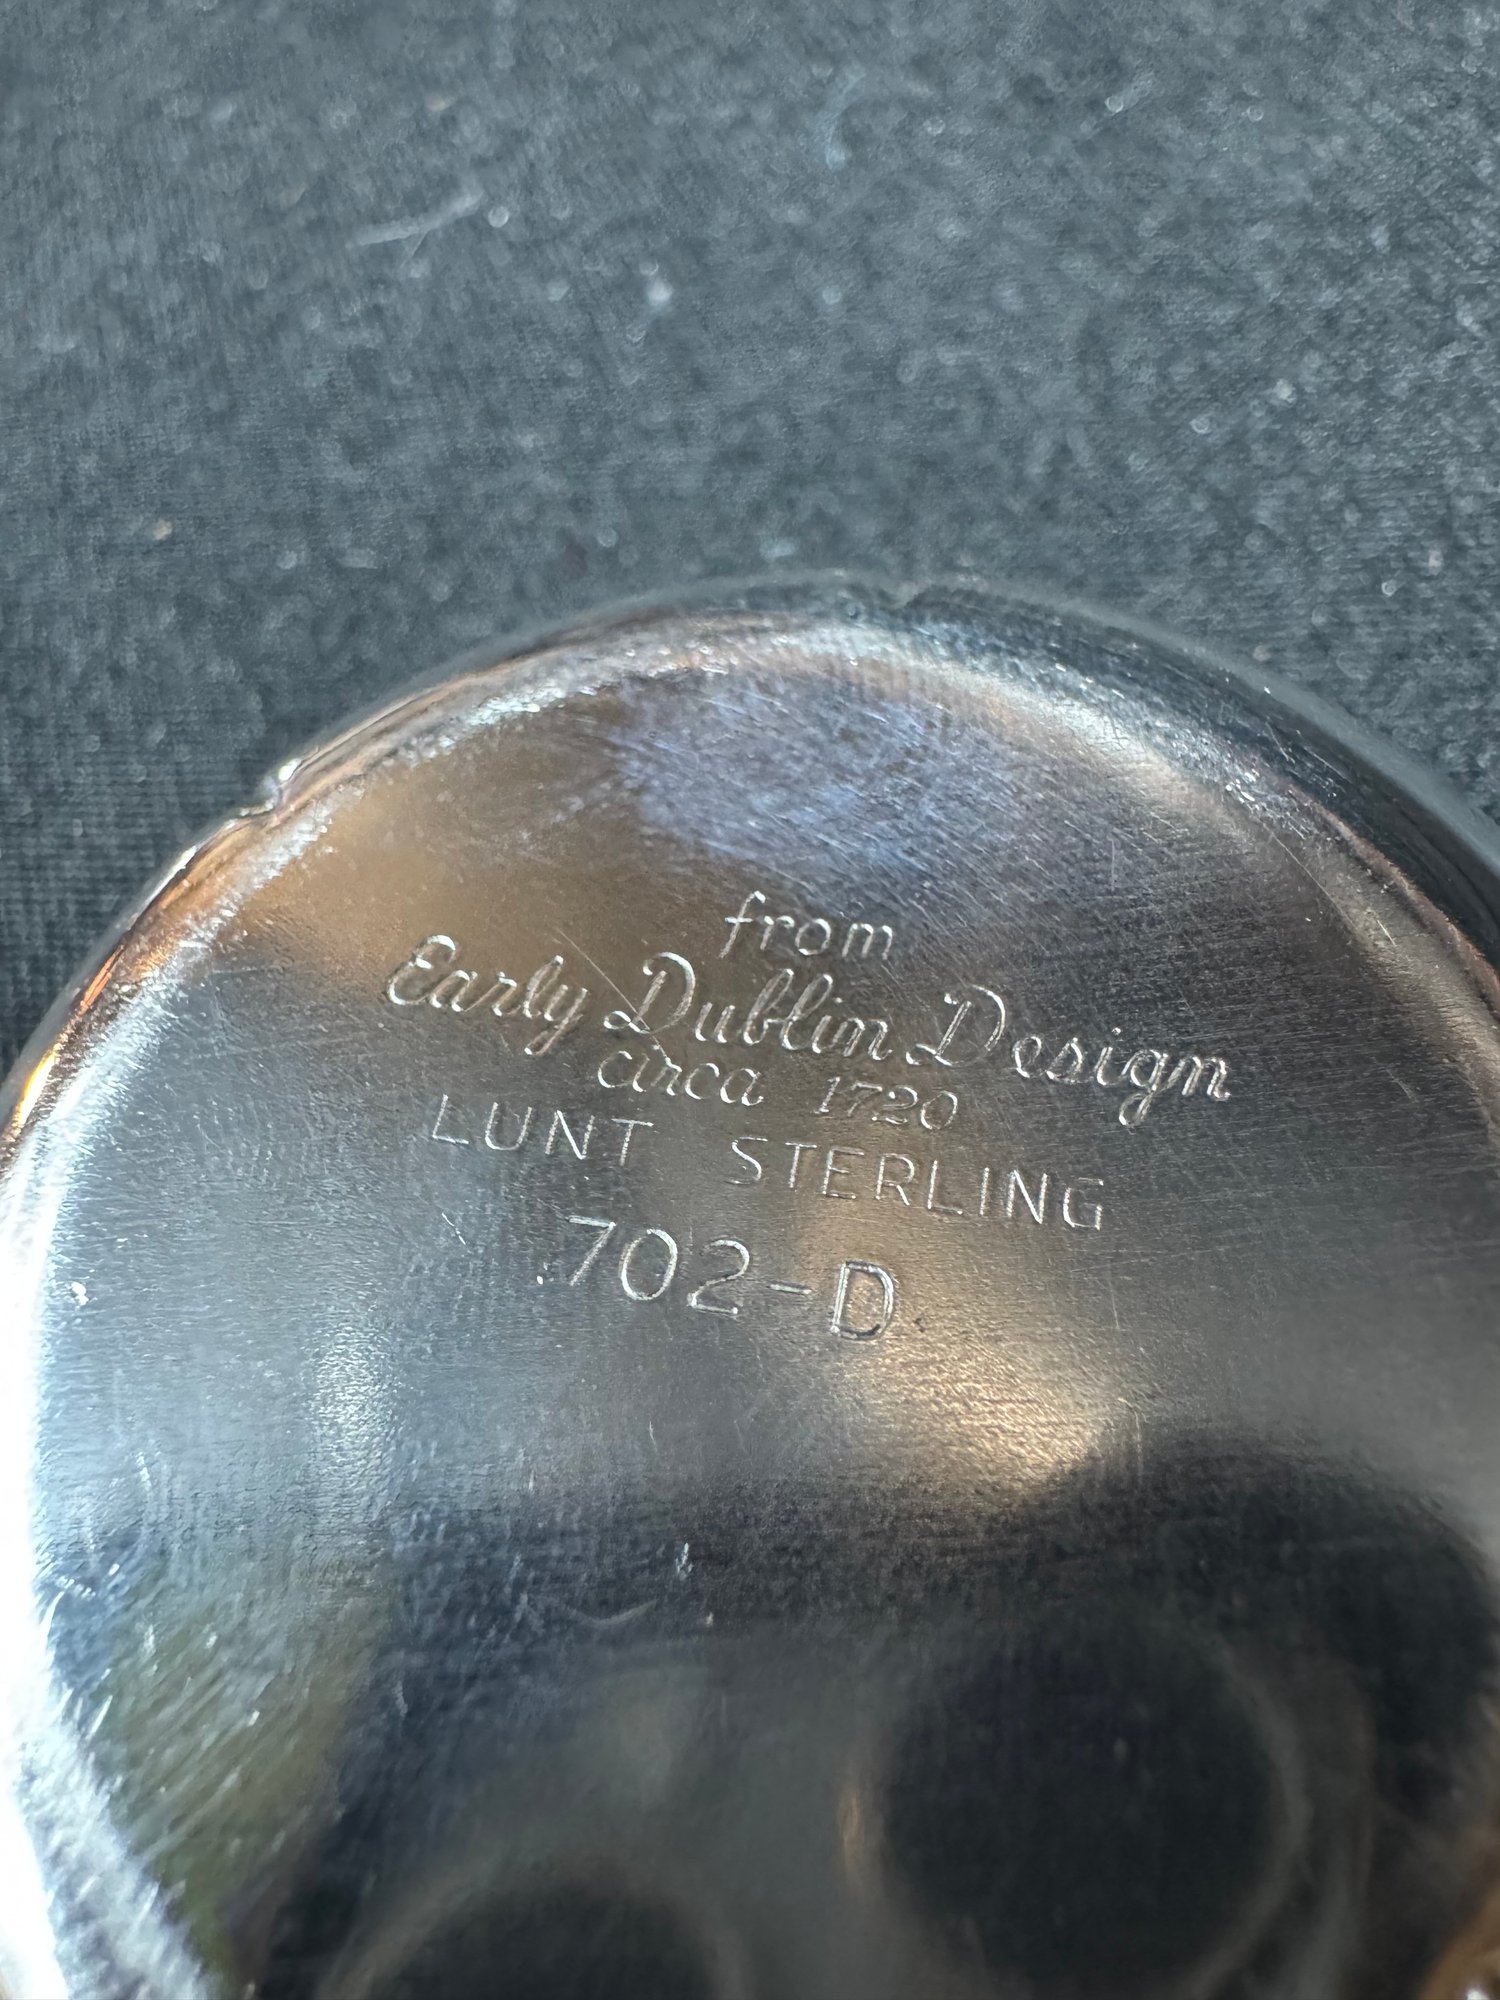 from
Early Dublin Design
circa 1720
LUNT STERLING
702-D